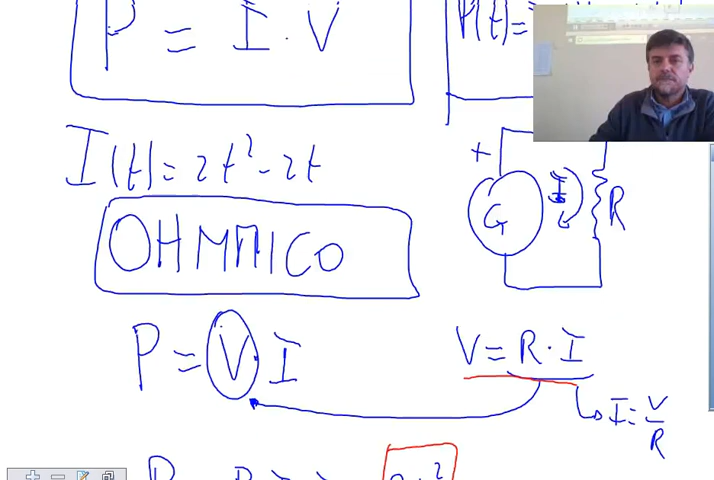 P = I · V
P(t) =
I(t) = 2t² - 2t
+
G
I
R
OHMMICO
P = V · I
V = R · I
I = V/R